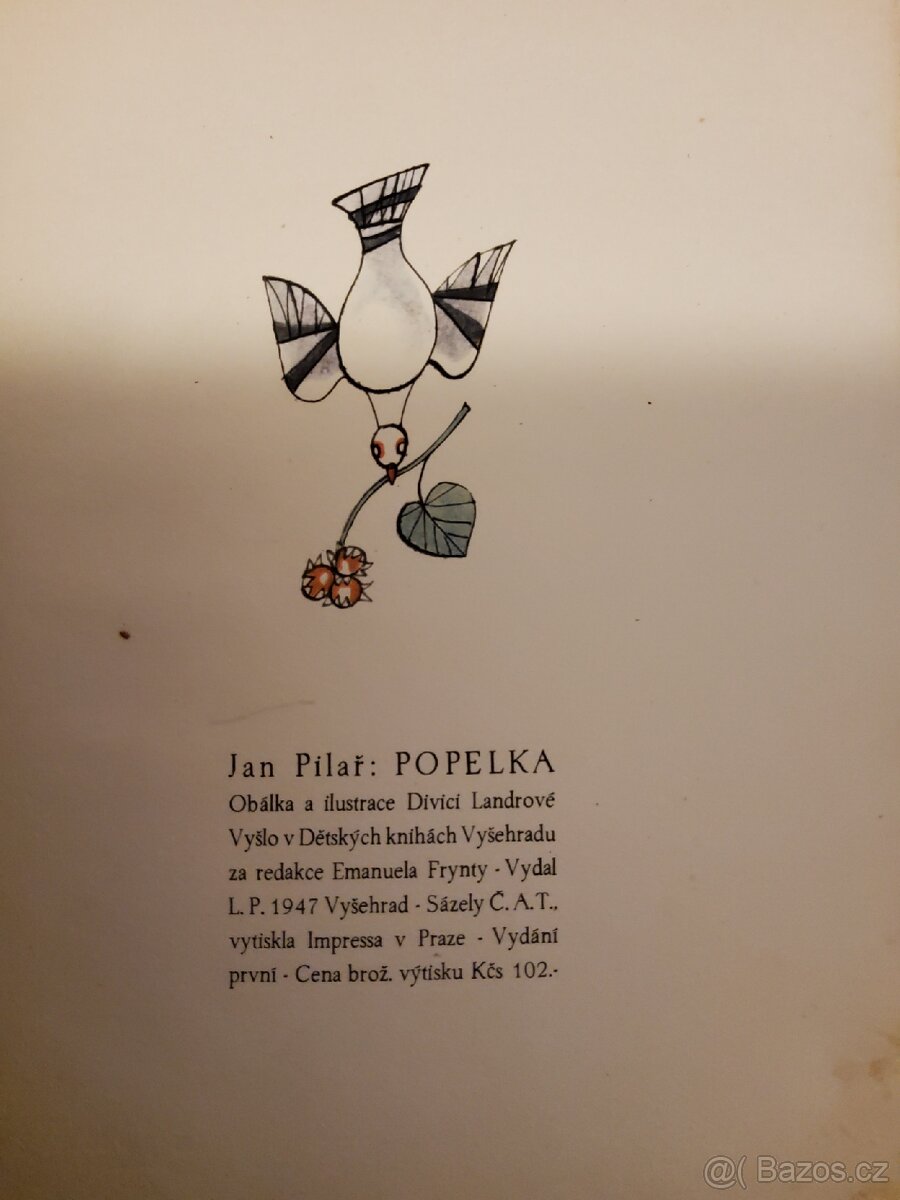 Jan Pilař: POPELKA
Obálka a ilustrace Divici Landrové
Vyšlo v Dětských knihách Vyšehradu
za redakce Emanuela Frynty - Vydal
L. P. 1947 Vyšehrad - Sázely Č. A. T.,
vytiskla Impressa v Praze - Vydání
první - Cena brož. výtisku Kčs 102.-
@( Bazos.cz